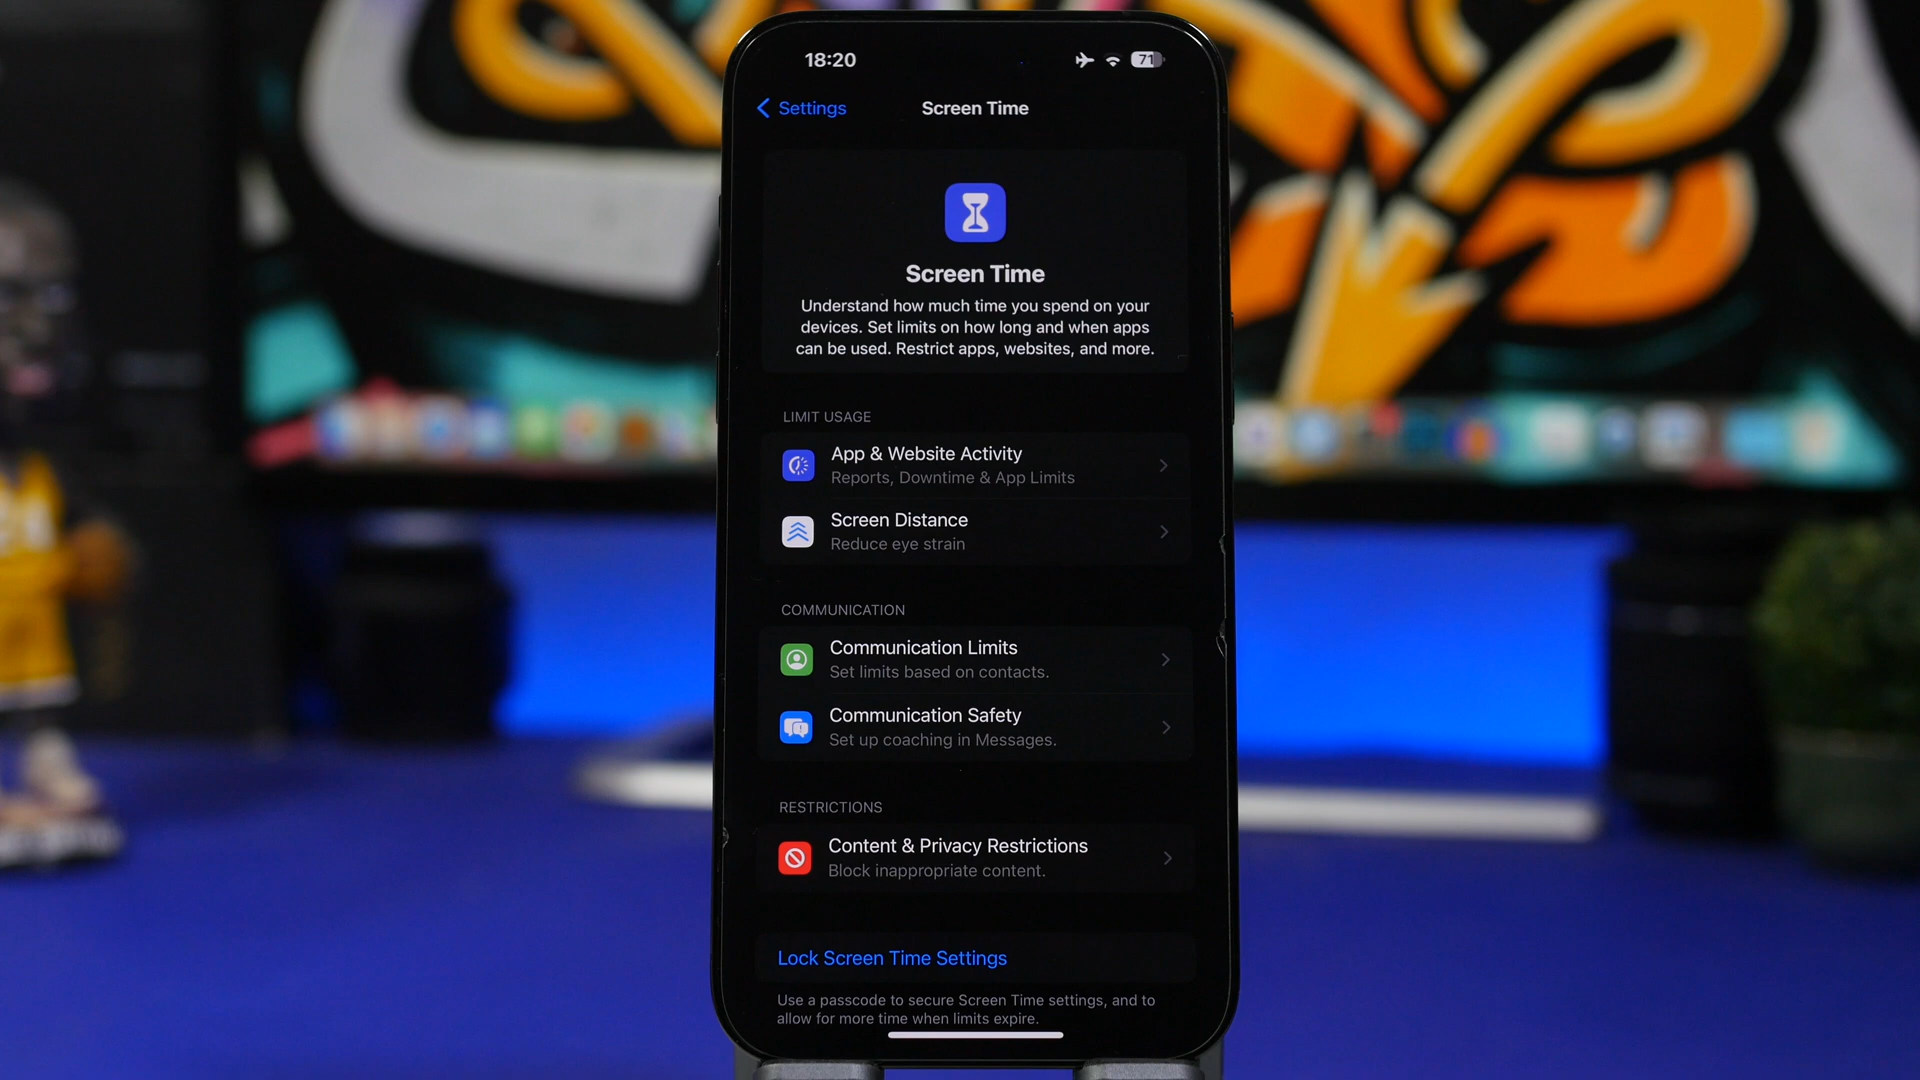 18:20
71
Settings
Screen Time
Screen Time
Understand how much time you spend on your
devices. Set limits on how long and when apps
can be used. Restrict apps, websites, and more.
LIMIT USAGE
App & Website Activity
Reports, Downtime & App Limits
Screen Distance
Reduce eye strain
COMMUNICATION
Communication Limits
Set limits based on contacts.
Communication Safety
Set up coaching in Messages.
RESTRICTIONS
Content & Privacy Restrictions
Block inappropriate content.
Lock Screen Time Settings
Use a passcode to secure Screen Time settings, and to
allow for more time when limits expire.